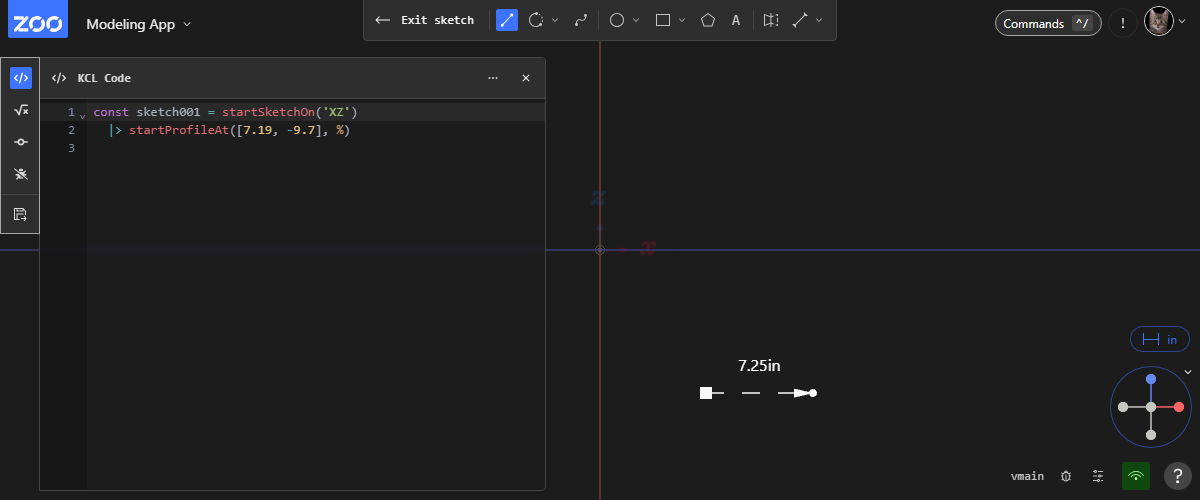 ZOO
Modeling App
Exit sketch
A
Commands ^/
!
</> KCL Code
1 const sketch001 = startSketchOn('XZ')
2 |> startProfileAt([7.19, -9.7], %)
3
z
x
7.25in
in
vmain
?